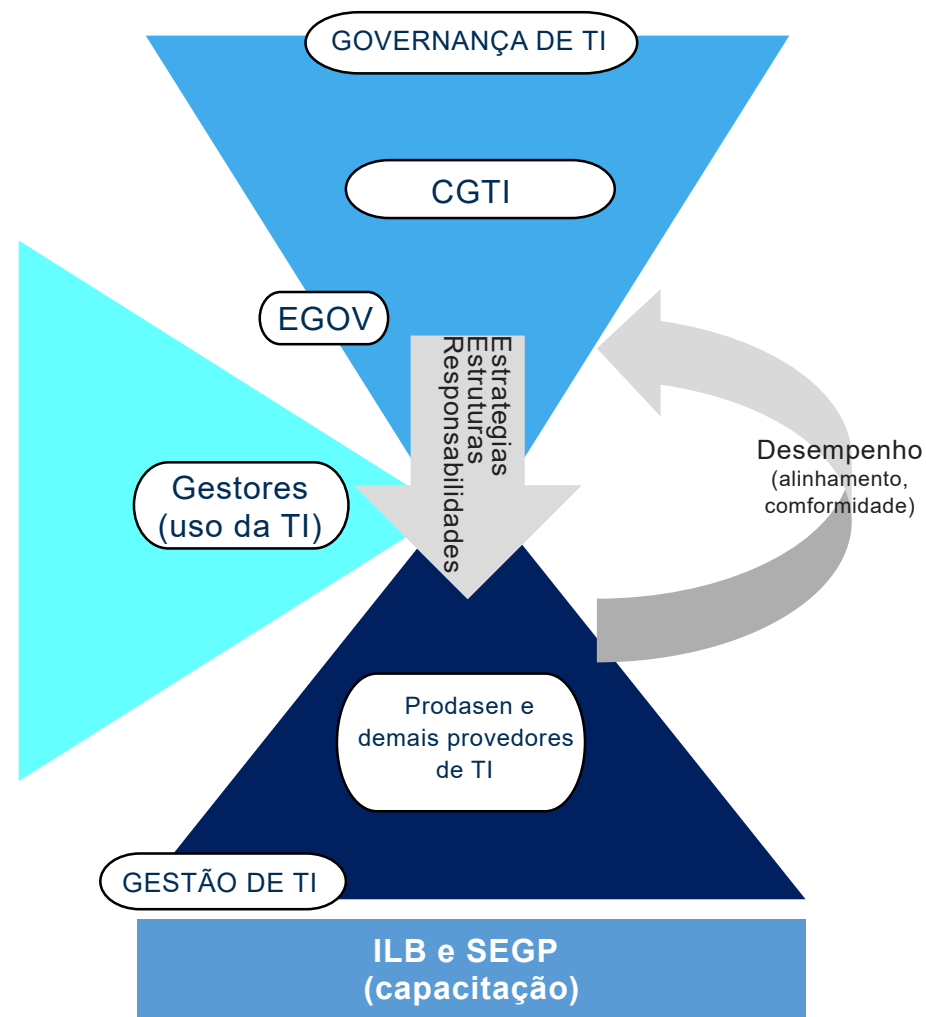 GOVERNANÇA DE TI
CGTI
EGOV
Estrategias
Estruturas
Responsabilidades
Desempenho
(alinhamento,
comformidade)
Gestores
(uso da TI)
Prodasen e
demais provedores
de TI
GESTÃO DE TI
ILB e SEGP
(capacitação)